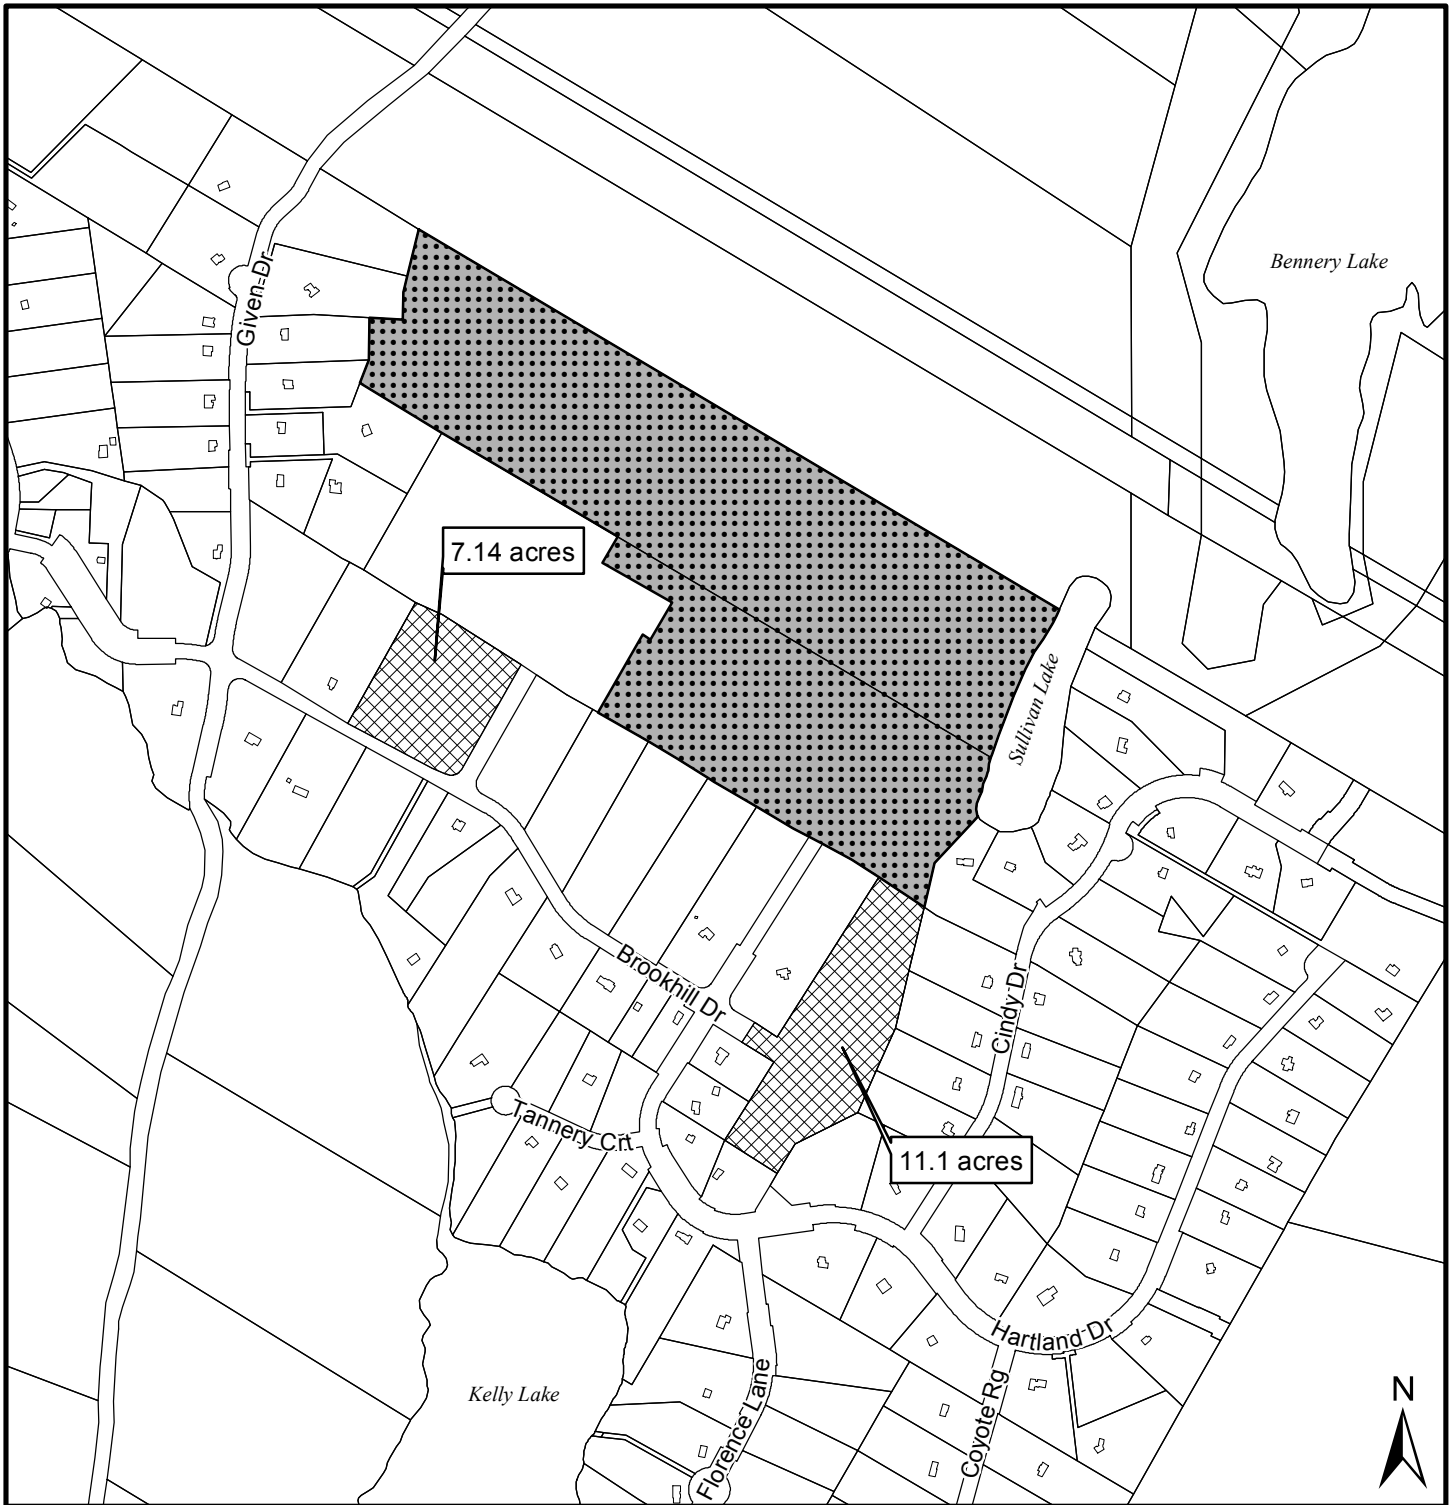 Bennery Lake
Given Dr
7.14 acres
Sullivan Lake
Brookhill Dr
Cindy Dr
Tannery Crt
11.1 acres
Hartland Dr
Kelly Lake
Florence Lane
Coyote Rg
N